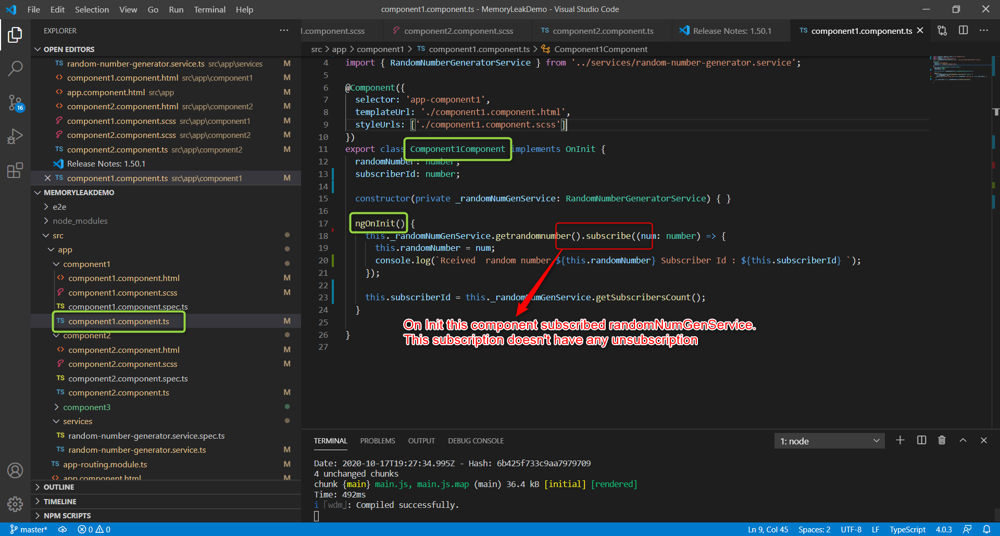 File Edit Selection View Go Run Terminal Help
component1.component.ts - MemoryLeakDemo - Visual Studio Code
EXPLORER
OPEN EDITORS
TS random-number-generator.service.ts src\app\services M
component1.component.html src\app\component1 M
app.component.html src\app M
component2.component.html src\app\component2 M
component1.component.scss src\app\component1 M
component2.component.scss src\app\component2 M
TS component2.component.ts src\app\component2 M
Release Notes: 1.50.1
TS component1.component.ts src\app\component1 M
16
MEMORYLEAKDEMO
e2e
node_modules
src
app
component1
component1.component.html M
component1.component.scss M
TS component1.component.spec.ts
TS component1.component.ts M
component2
component2.component.html M
component2.component.scss M
TS component2.component.spec.ts
TS component2.component.ts M
component3
services
TS random-number-generator.service.spec.ts
TS random-number-generator.service.ts M
TS app-routing.module.ts M
app.component.html M
OUTLINE
TIMELINE
NPM SCRIPTS
.component.scss component2.component.scss TS component2.component.ts Release Notes: 1.50.1 TS component1.component.ts
src > app > component1 > TS component1.component.ts > Component1Component
4 import { RandomNumberGeneratorService } from '../services/random-number-generator.service';
5
6 @Component({
7 selector: 'app-component1',
8 templateUrl: './component1.component.html',
9 styleUrls: ['./component1.component.scss']
10 })
11 export class Component1Component implements OnInit {
12 randomNumber: number;
13 subscriberId: number;
14
15 constructor(private _randomNumGenService: RandomNumberGeneratorService) { }
16
17 ngOnInit() {
18 this._randomNumGenService.getrandomnumber().subscribe((num: number) => {
19 this.randomNumber = num;
20 console.log(`Rceived  random number ${this.randomNumber} Subscriber Id : ${this.subscriberId} `);
21 });
22
23 this.subscriberId = this._randomNumGenService.getSubscribersCount();
24 }
25
26 }
27
On Init this component subscribed randomNumGenService.
This subscription doesn't have any unsubscription
TERMINAL PROBLEMS OUTPUT DEBUG CONSOLE
1: node
Date: 2020-10-17T19:27:34.995Z - Hash: 6b425f733c9aa7979709
4 unchanged chunks
chunk {main} main.js, main.js.map (main) 36.4 kB [initial] [rendered]
Time: 492ms
i 「wdm」: Compiled successfully.
master* 0 0
Ln 9, Col 45 Spaces: 2 UTF-8 LF TypeScript 4.0.3